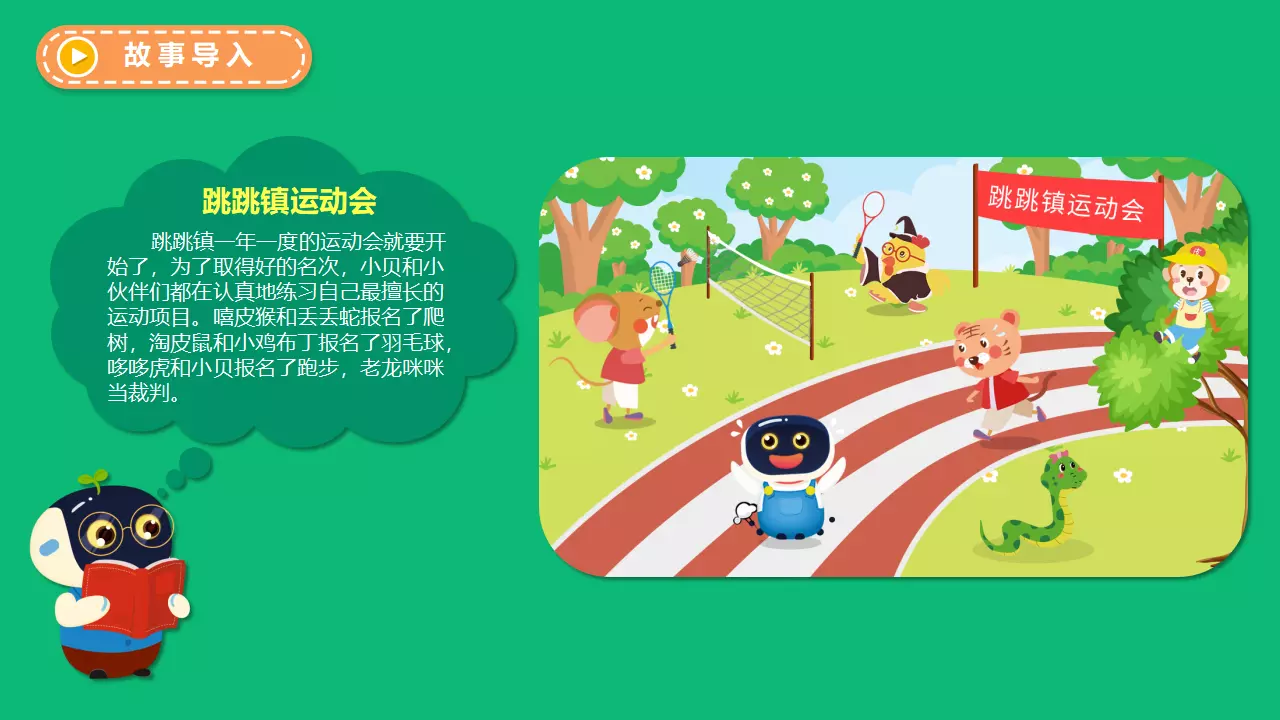 故事导入
跳跳镇运动会
跳跳镇一年一度的运动会就要开
始了，为了取得好的名次，小贝和小
伙伴们都在认真地练习自己最擅长的
运动项目。嘻皮猴和丢丢蛇报名了爬
树，淘皮鼠和小鸡布丁报名了羽毛球，
哆哆虎和小贝报名了跑步，老龙咪咪
当裁判。
跳跳镇运动会